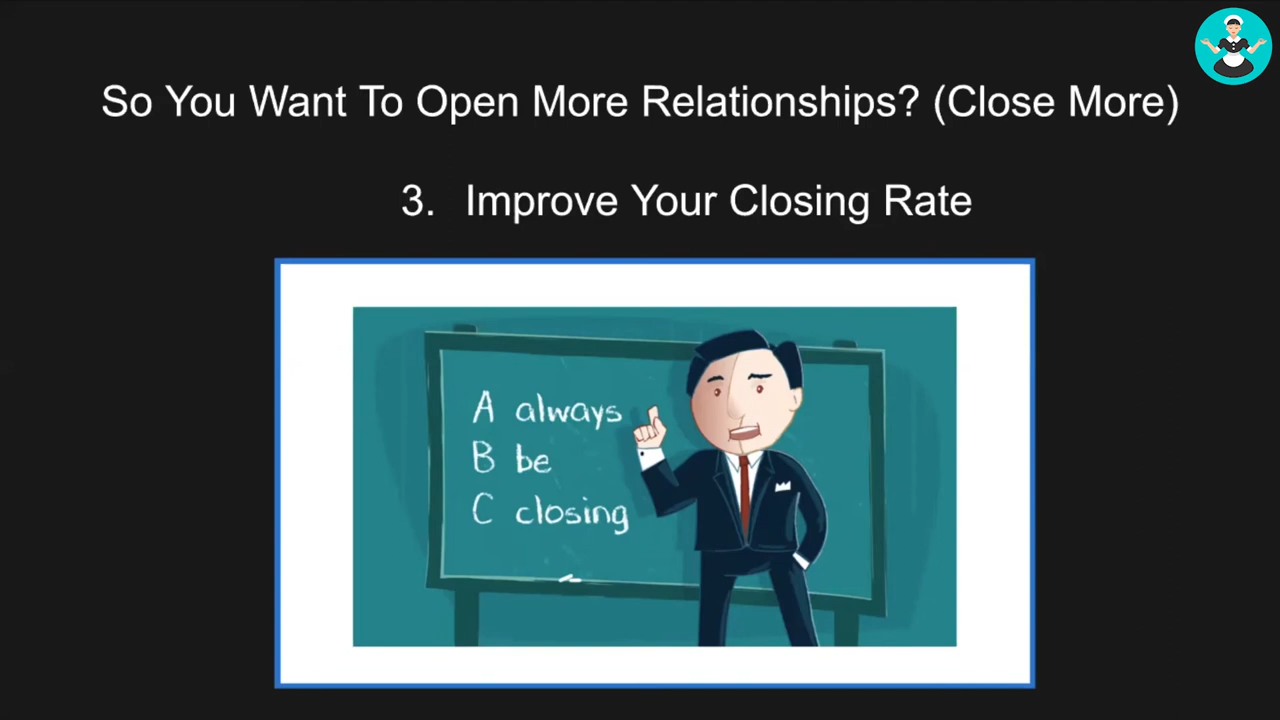 So You Want To Open More Relationships? (Close More)
3. Improve Your Closing Rate
A always
B be
C closing